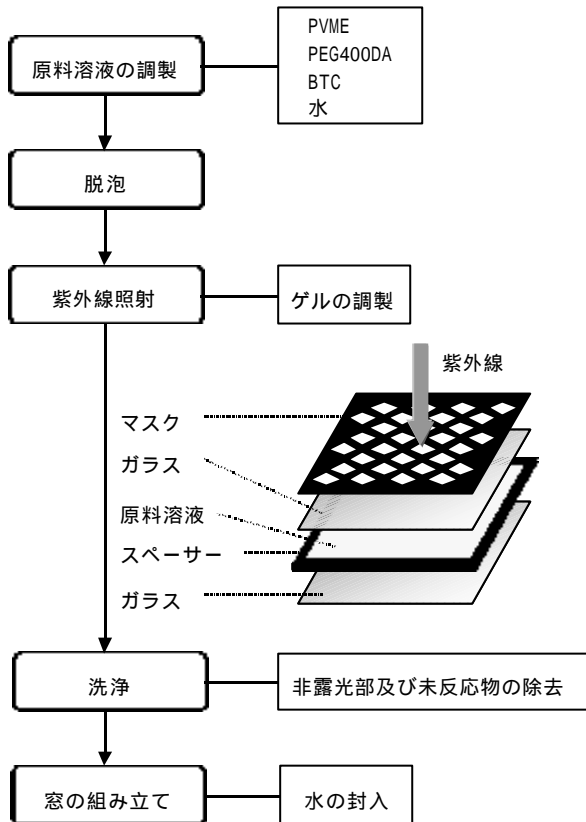 原料溶液の調製
PVME
PEG400DA
BTC
水
脱泡
紫外線照射
ゲルの調製
紫外線
マスク
ガラス
原料溶液
スペーサー
ガラス
洗浄
非露光部及び未反応物の除去
窓の組み立て
水の封入